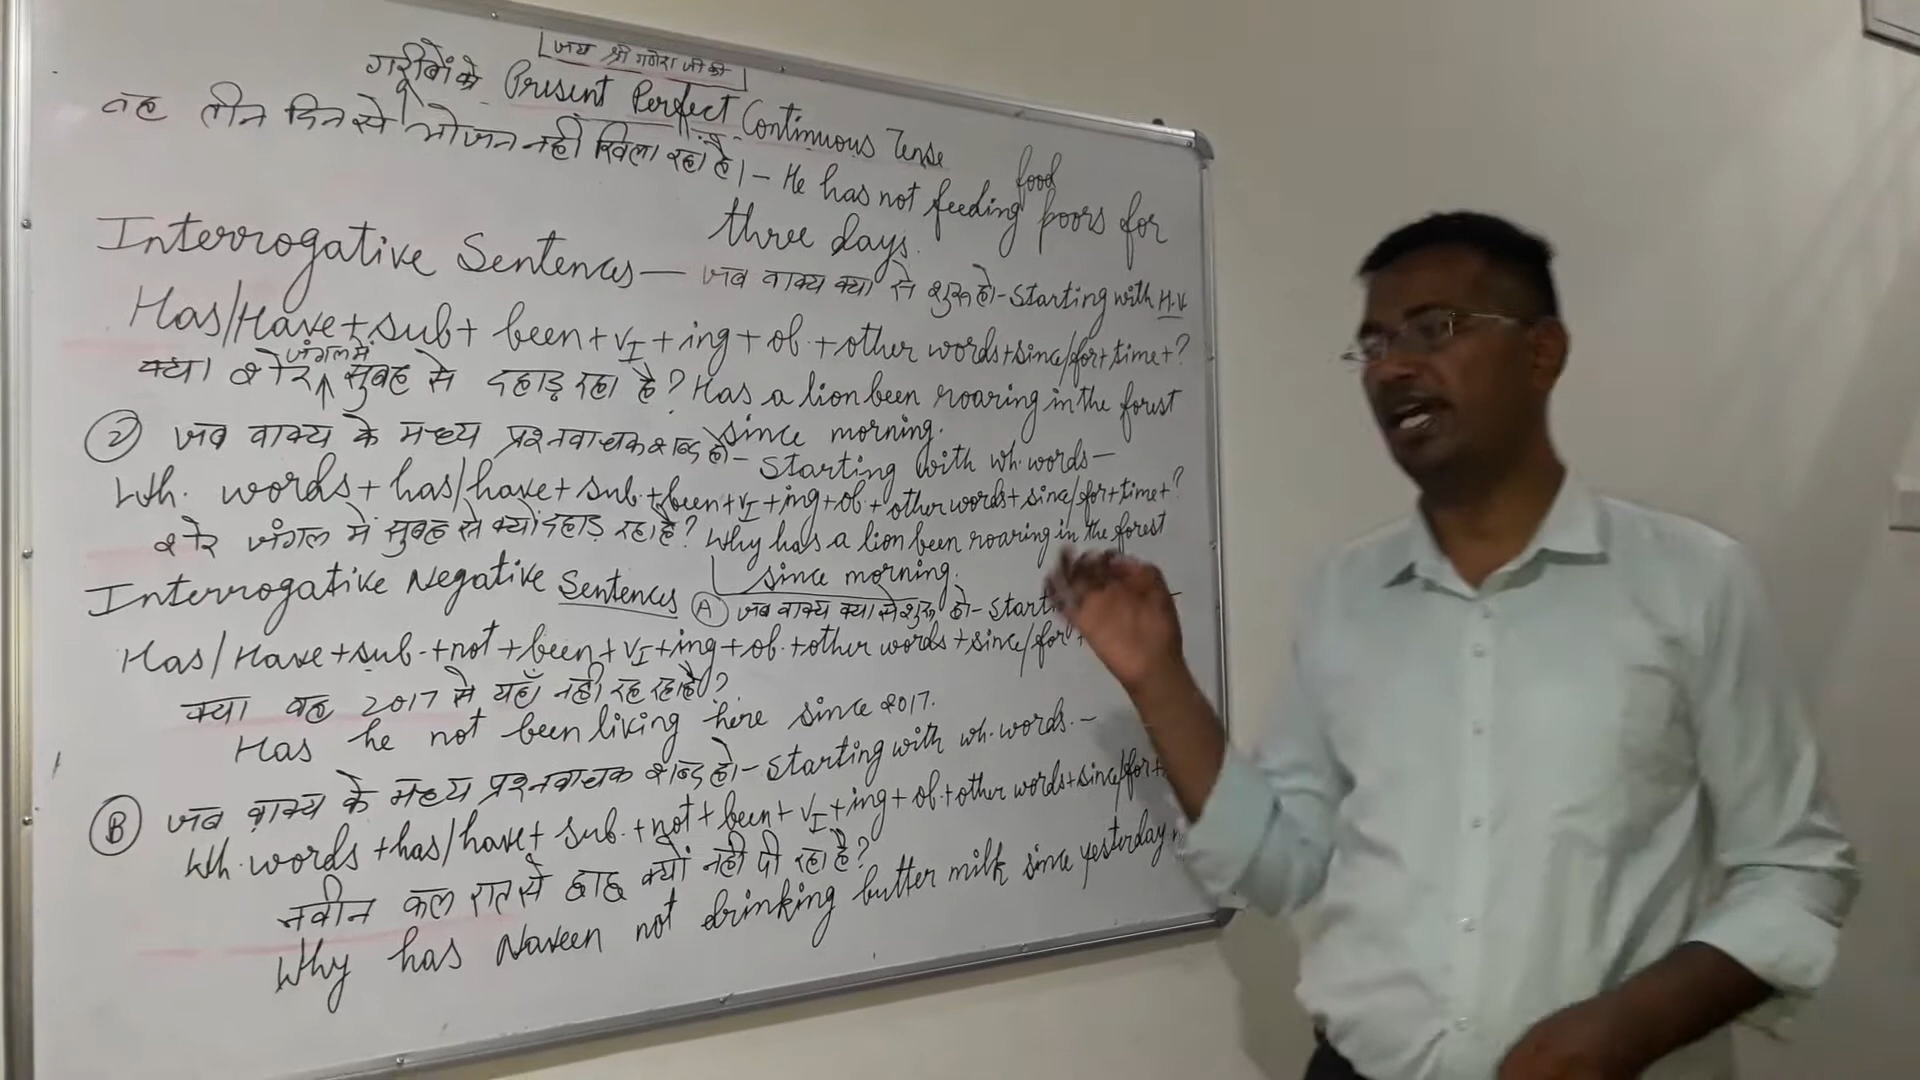 जय श्री गणेश जी की
गरीबों को Present Perfect Continuous Tense
वह तीन दिन से भोजन नही खिला रहा है। - He has not feeding food poors for
three days.
Interrogative Sentences — जब वाक्य क्या से शुरू हो - Starting with H.V
Has/Have + sub + been + V I + ing + ob. + other words + since/for + time + ?
क्या शेर जंगल में सुबह से दहाड़ रहा है? Has a lion been roaring in the forest
since morning.
② जब वाक्य के मध्य प्रश्नवाचक शब्द हो - Starting with wh. words —
Wh. words + has/have + sub. + been + V I + ing + ob. + other words + since/for + time + ?
शेर जंगल में सुबह से क्यों दहाड़ रहा है? Why has a lion been roaring in the forest
since morning.
Interrogative Negative Sentences Ⓐ जब वाक्य क्या से शुरू हो - Start
Has/Have + sub. + not + been + V I + ing + ob. + other words + since/for +
क्या वह 2017 से यहाँ नही रह रहा है?
Has he not been living here since 2017.
Ⓑ जब वाक्य के मध्य प्रश्नवाचक शब्द हो - Starting with wh. words. —
Wh. words + has/have + sub. + not + been + V I + ing + ob. + other words + since/for +
नवीन कल रात से छाछ क्यों नही पी रहा है?
Why has Naveen not drinking butter milk since yesterday